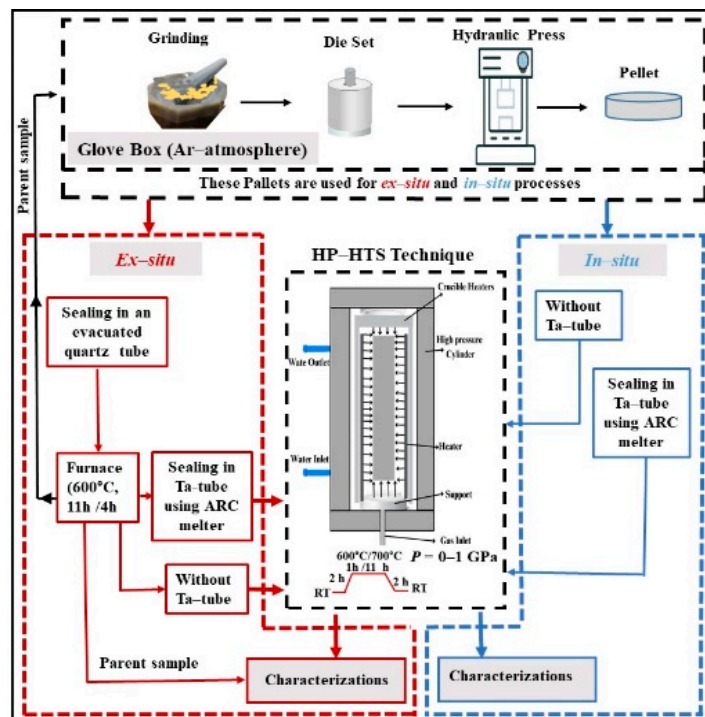 Grinding
Die Set
Hydraulic Press
Pellet
Glove Box (Ar–atmosphere)
These Pallets are used for ex–situ and in–situ processes
Parent sample
Ex–situ
Sealing in an
evacuated
quartz tube
Furnace
(600°C,
11h /4h
Sealing in
Ta–tube
using ARC
melter
Without
Ta–tube
Parent sample
Characterizations
HP–HTS Technique
Crucible Heaters
High pressure
Cylinder
Wate Outlet
Water Inlet
Heater
Support
Gas Inlet
600°C/700°C
P = 0–1 GPa
1h /11 h
2 h
2 h
RT
RT
In–situ
Without
Ta–tube
Sealing in
Ta–tube
using ARC
melter
Characterizations